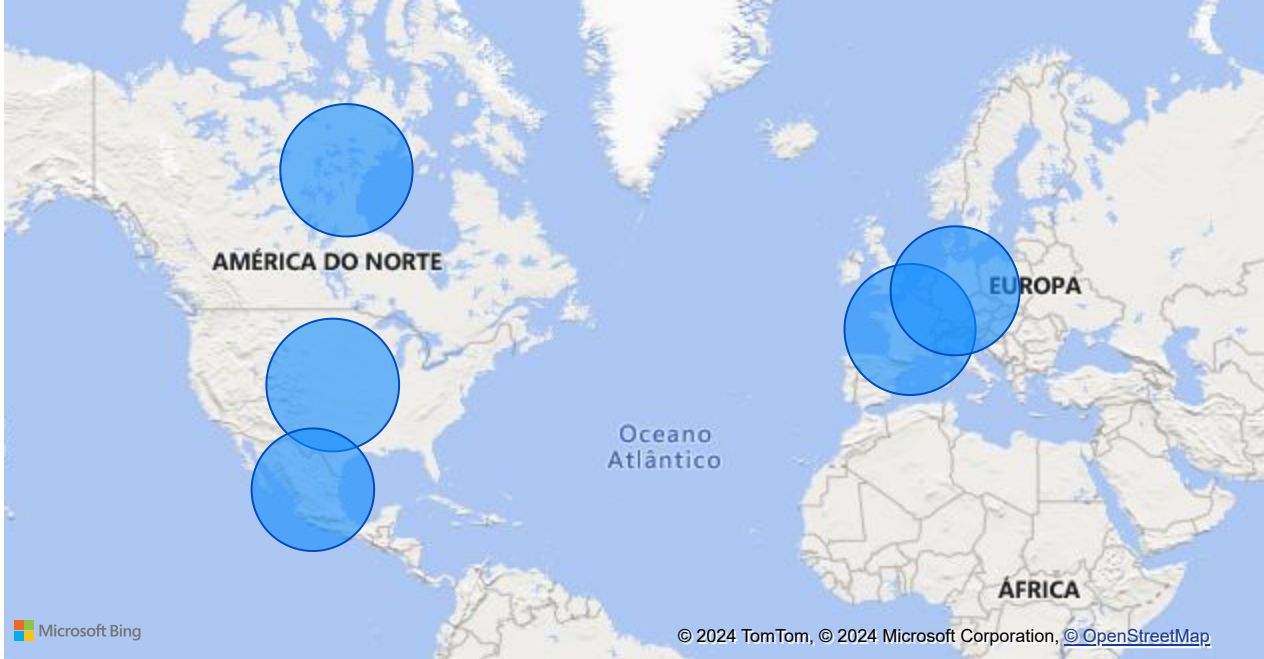 AMÉRICA DO NORTE
EUROPA
Oceano
Atlântico
ÁFRICA
Microsoft Bing
© 2024 TomTom, © 2024 Microsoft Corporation, © OpenStreetMap